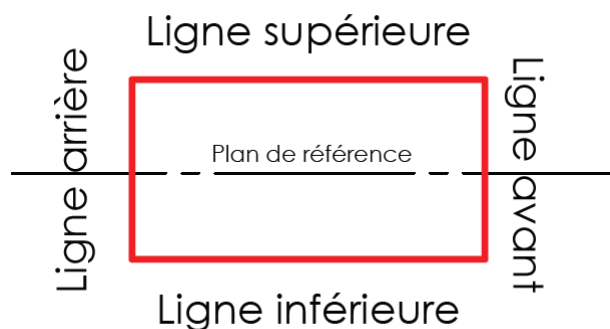 Ligne supérieure
Ligne arrière
Plan de référence
Ligne avant
Ligne inférieure